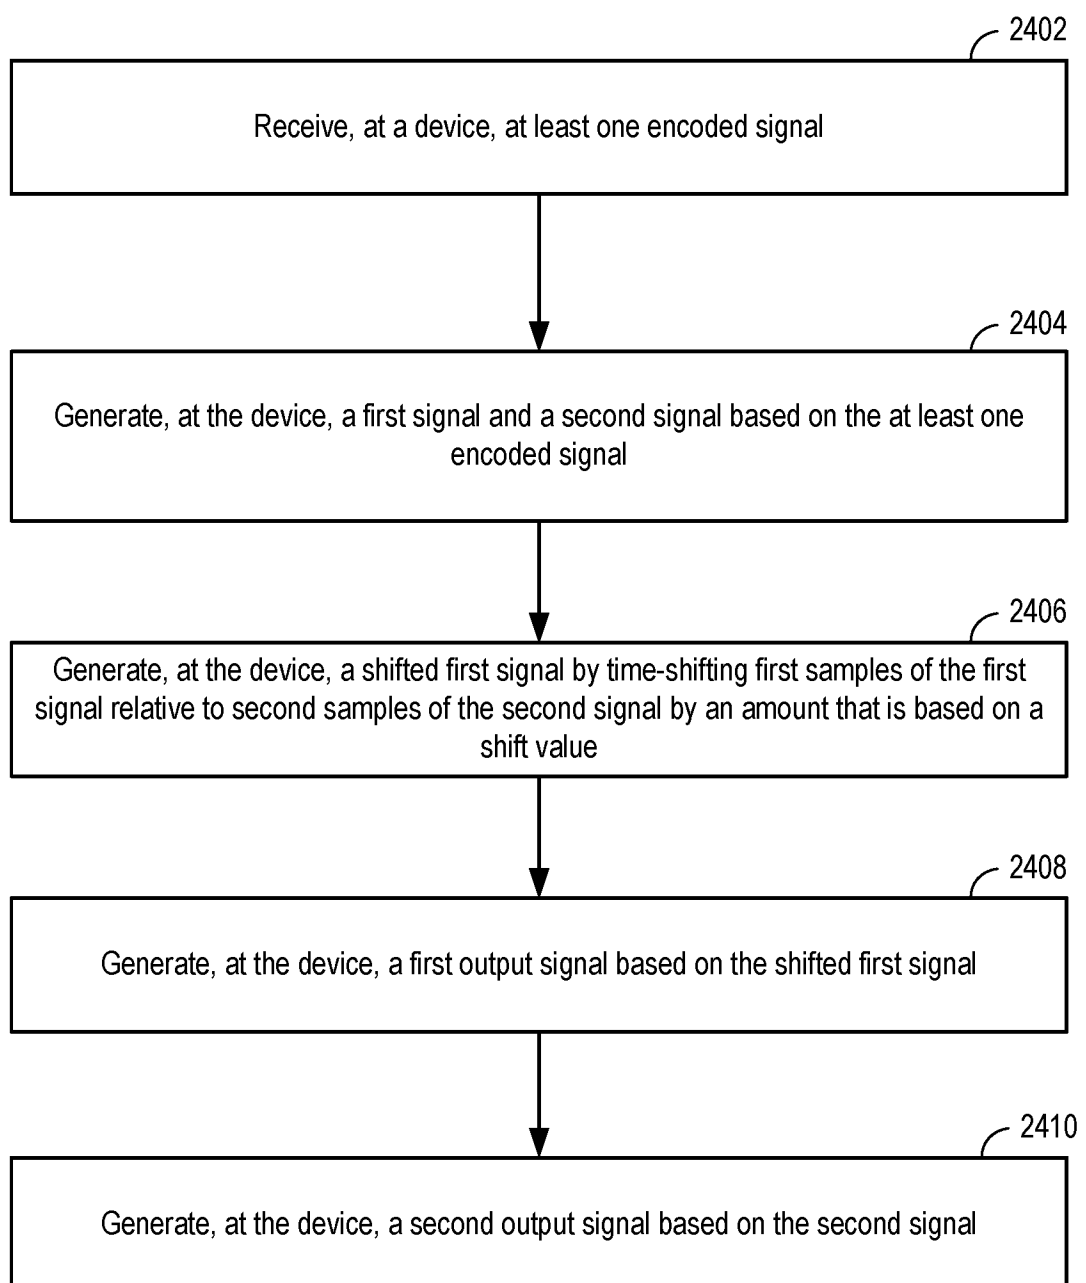 2402
Receive, at a device, at least one encoded signal
2404
Generate, at the device, a first signal and a second signal based on the at least one
encoded signal
2406
Generate, at the device, a shifted first signal by time-shifting first samples of the first
signal relative to second samples of the second signal by an amount that is based on a
shift value
2408
Generate, at the device, a first output signal based on the shifted first signal
2410
Generate, at the device, a second output signal based on the second signal